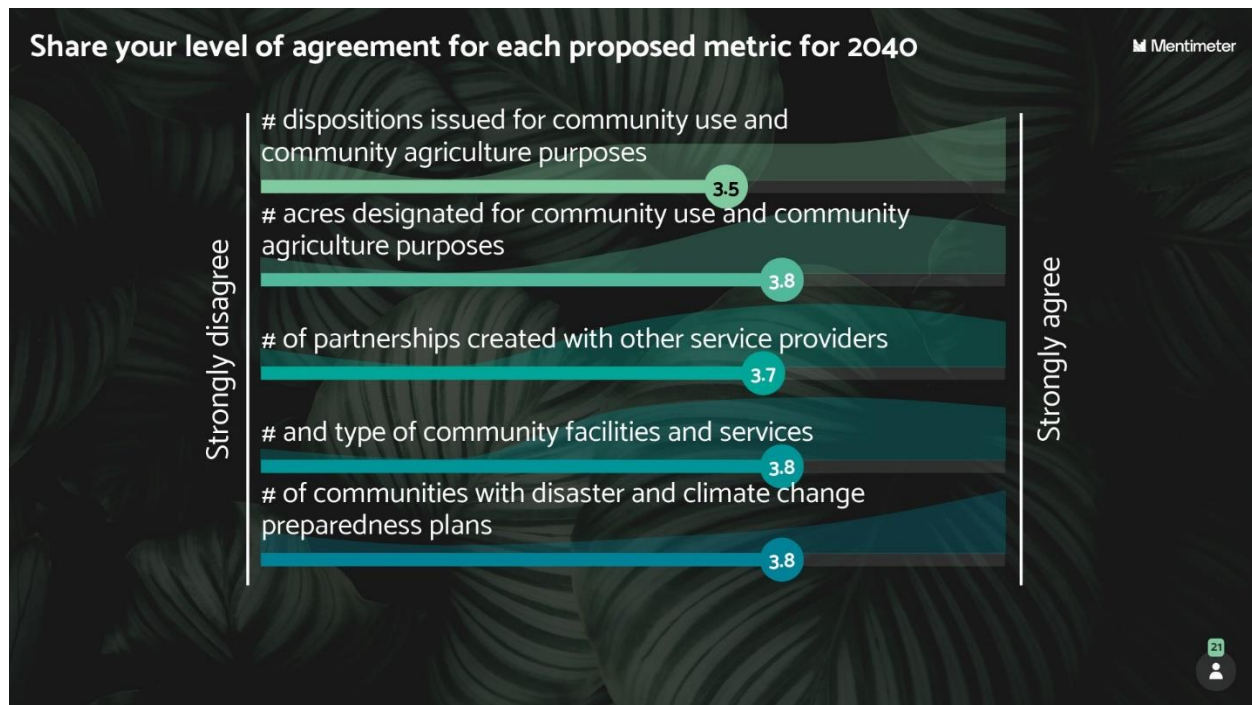 Share your level of agreement for each proposed metric for 2040
Mentimeter
Strongly disagree
# dispositions issued for community use and
community agriculture purposes
3.5
# acres designated for community use and community
agriculture purposes
3.8
# of partnerships created with other service providers
3.7
# and type of community facilities and services
3.8
# of communities with disaster and climate change
preparedness plans
3.8
Strongly agree
21